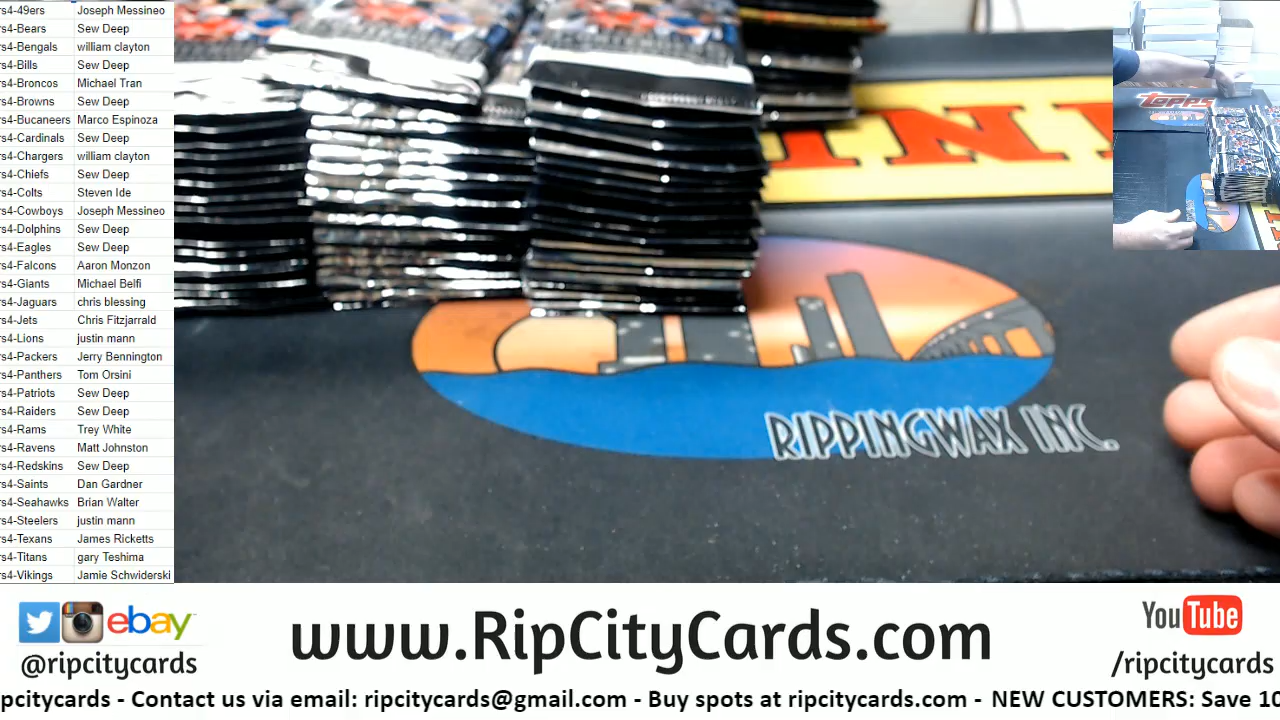 rs4-49ers Joseph Messineo
rs4-Bears Sew Deep
rs4-Bengals william clayton
rs4-Bills Sew Deep
rs4-Broncos Michael Tran
rs4-Browns Sew Deep
rs4-Bucaneers Marco Espinoza
rs4-Cardinals Sew Deep
rs4-Chargers william clayton
rs4-Chiefs Sew Deep
rs4-Colts Steven Ide
rs4-Cowboys Joseph Messineo
rs4-Dolphins Sew Deep
rs4-Eagles Sew Deep
rs4-Falcons Aaron Monzon
rs4-Giants Michael Belfi
rs4-Jaguars chris blessing
rs4-Jets Chris Fitzjarrald
rs4-Lions justin mann
rs4-Packers Jerry Bennington
rs4-Panthers Tom Orsini
rs4-Patriots Sew Deep
rs4-Raiders Sew Deep
rs4-Rams Trey White
rs4-Ravens Matt Johnston
rs4-Redskins Sew Deep
rs4-Saints Dan Gardner
rs4-Seahawks Brian Walter
rs4-Steelers justin mann
rs4-Texans James Ricketts
rs4-Titans gary Teshima
rs4-Vikings Jamie Schwiderski
INI
TOPPS
RIPPINGWAX INC.
ebay
@ripcitycards
www.RipCityCards.com
YouTube
/ripcitycards
pcitycards - Contact us via email: ripcitycards@gmail.com - Buy spots at ripcitycards.com - NEW CUSTOMERS: Save 10